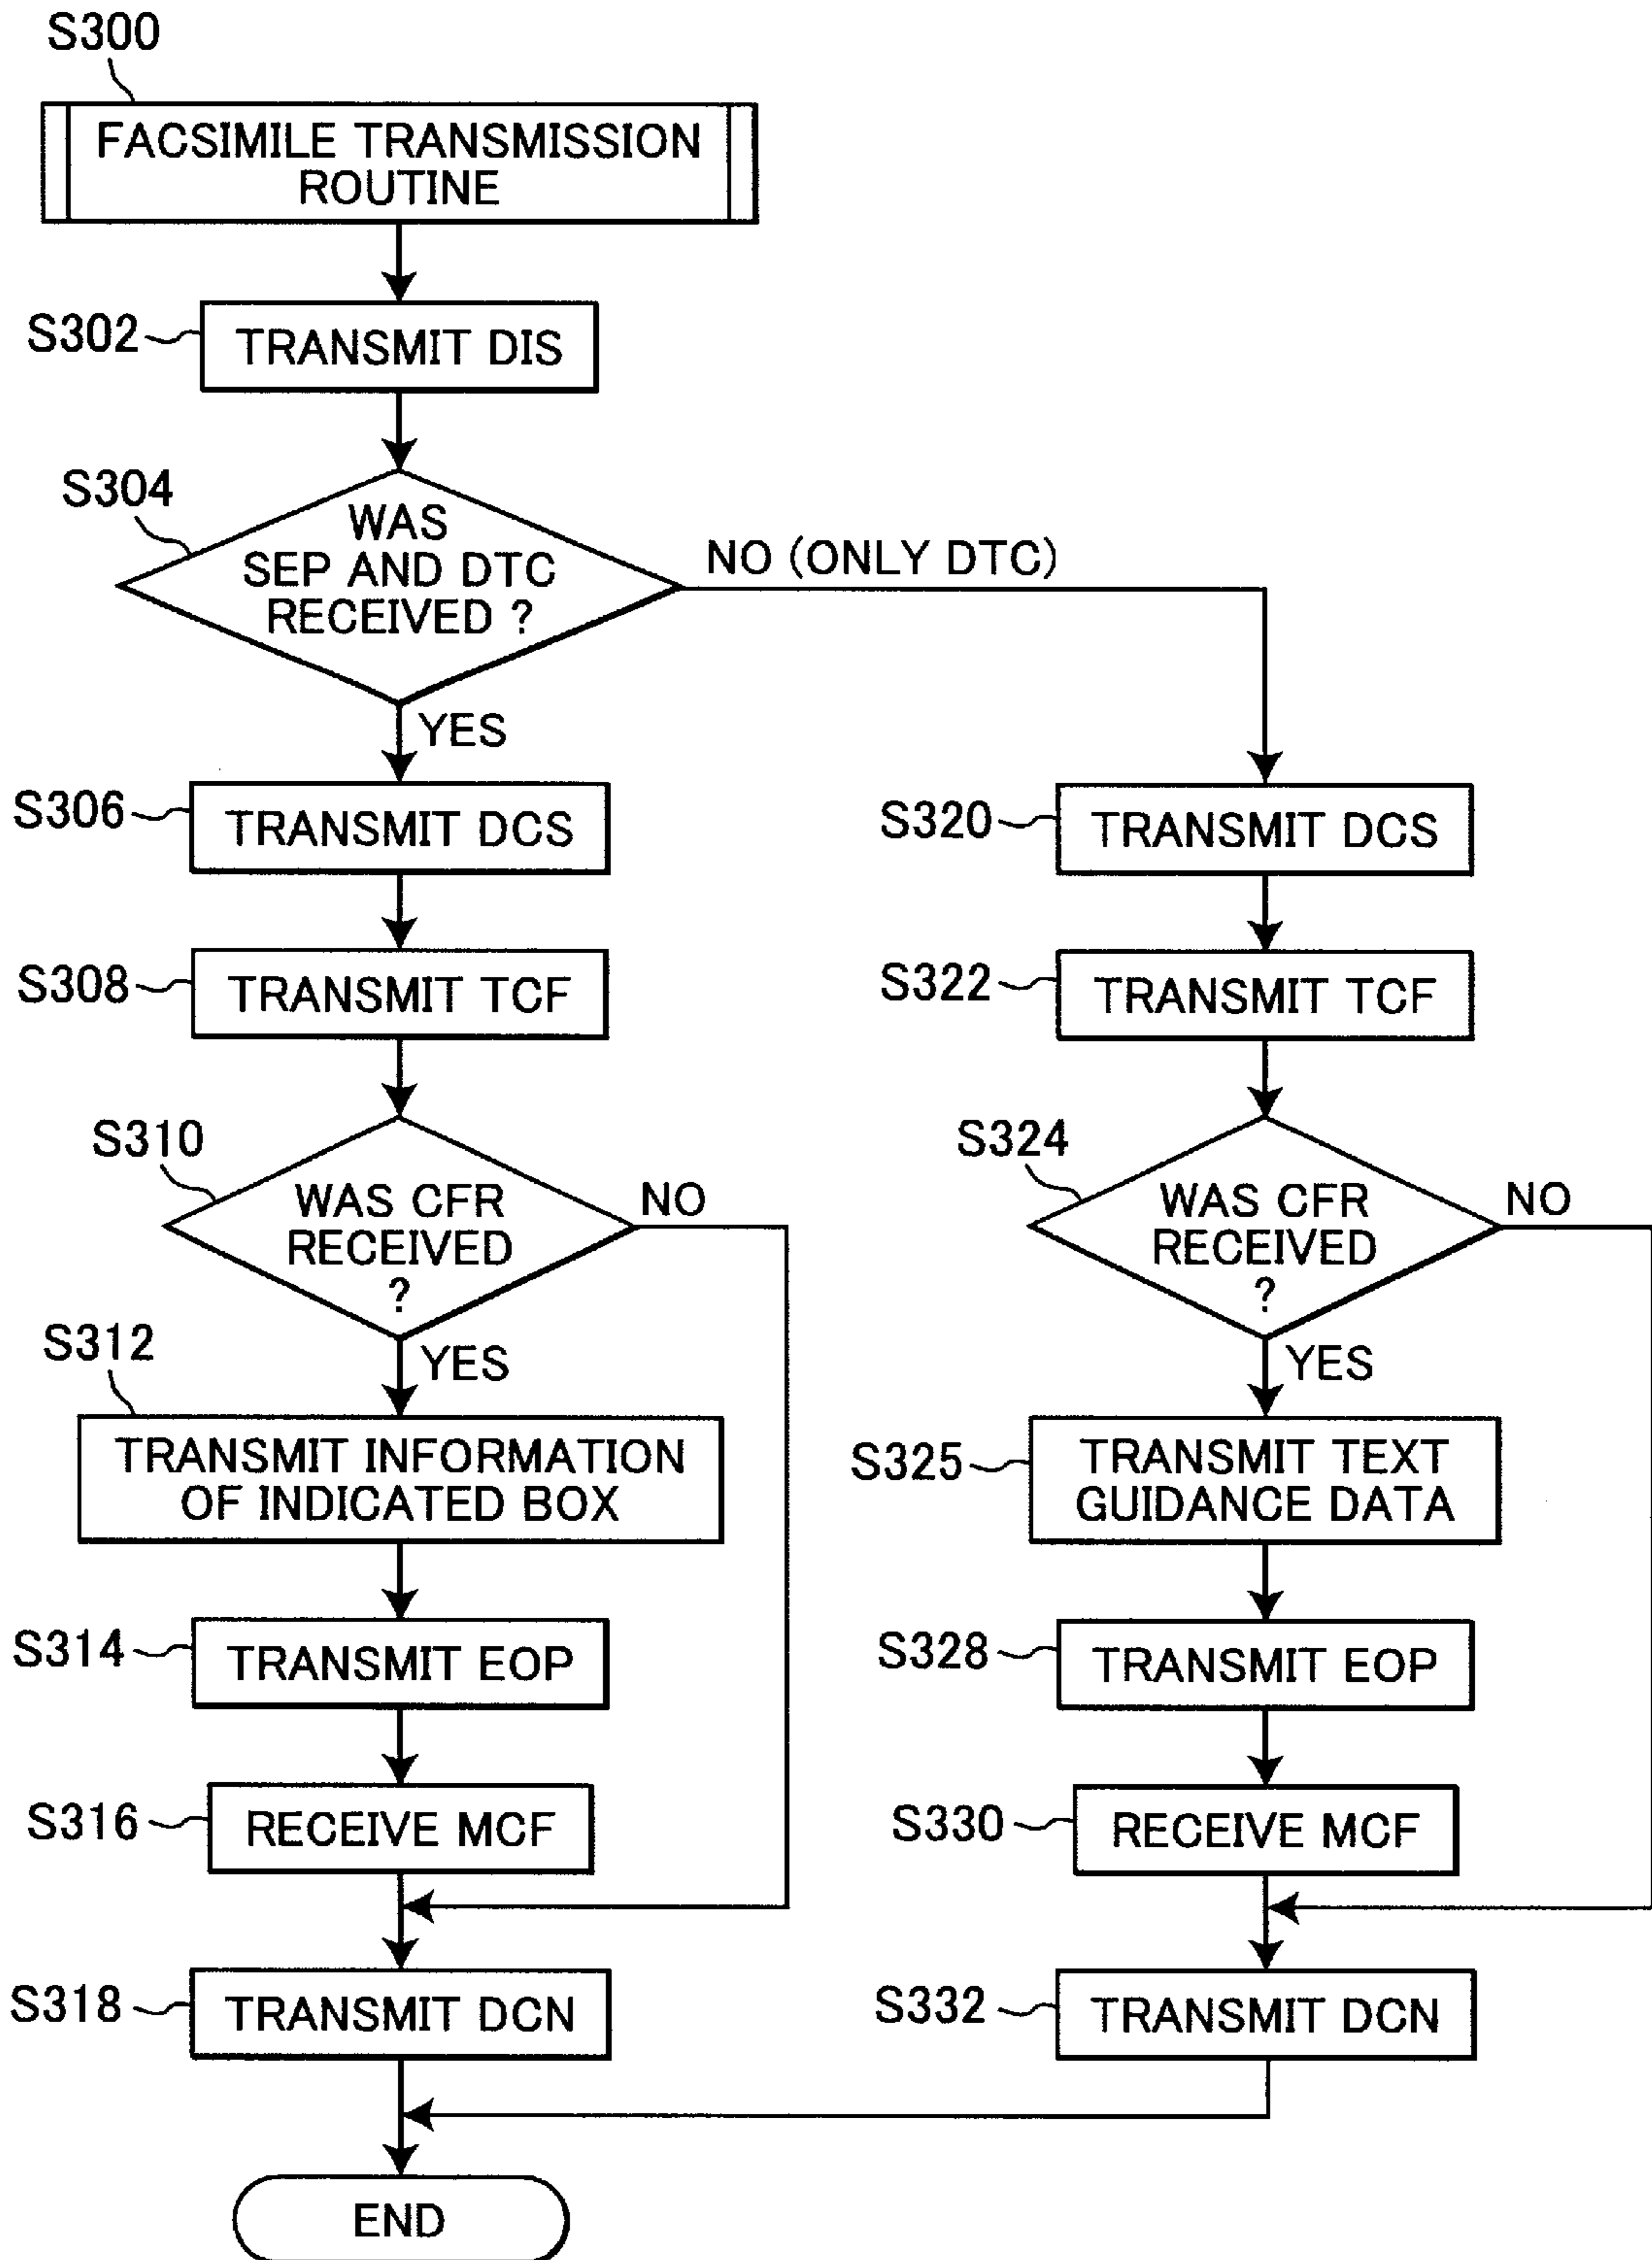 S300
FACSIMILE TRANSMISSION
ROUTINE
S302
TRANSMIT DIS
S304
WAS
SEP AND DTC
RECEIVED ?
NO (ONLY DTC)
YES
S306
TRANSMIT DCS
S308
TRANSMIT TCF
S310
WAS CFR
RECEIVED
?
NO
YES
S312
TRANSMIT INFORMATION
OF INDICATED BOX
S314
TRANSMIT EOP
S316
RECEIVE MCF
S318
TRANSMIT DCN
S320
TRANSMIT DCS
S322
TRANSMIT TCF
S324
WAS CFR
RECEIVED
?
NO
YES
S325
TRANSMIT TEXT
GUIDANCE DATA
S328
TRANSMIT EOP
S330
RECEIVE MCF
S332
TRANSMIT DCN
END